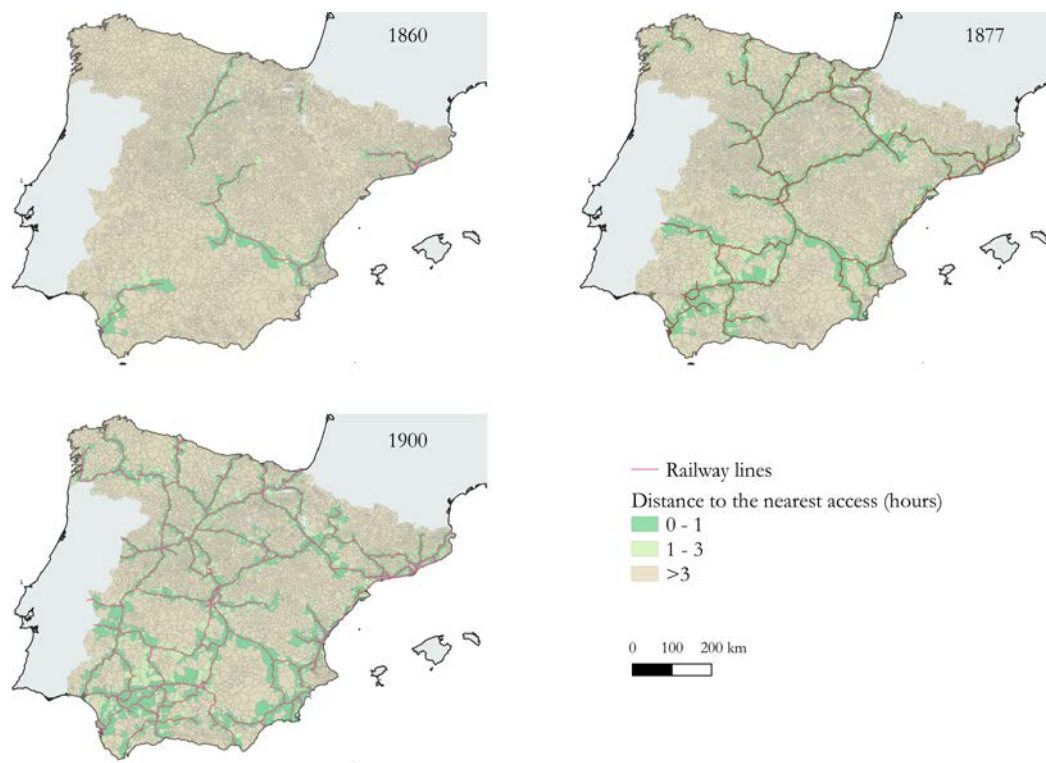 1860
1877
1900
Railway lines
Distance to the nearest access (hours)
0 - 1
1 - 3
>3
0 100 200 km